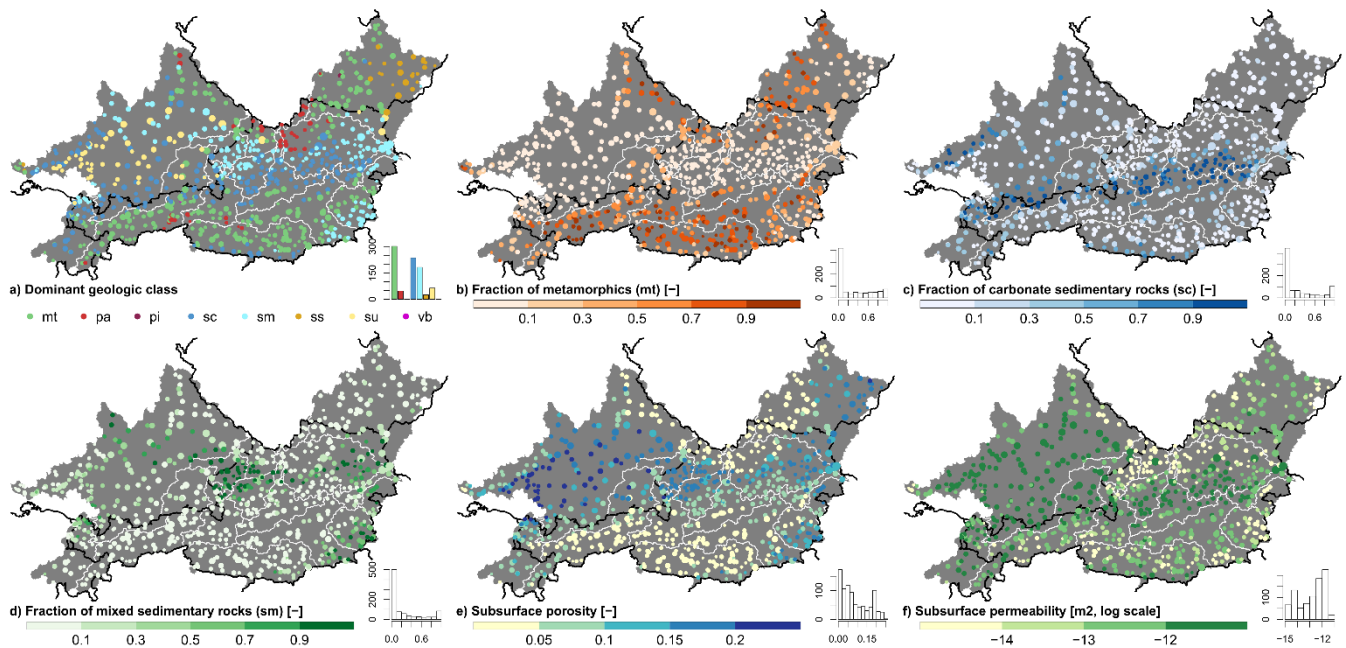 300
150
0
a) Dominant geologic class
mt pa pi sc sm ss su vb
200
0
0.0 0.6
b) Fraction of metamorphics (mt) [−]
0.1 0.3 0.5 0.7 0.9
200
0
0.0 0.6
c) Fraction of carbonate sedimentary rocks (sc) [−]
0.1 0.3 0.5 0.7 0.9
500
200
0
0.0 0.6
d) Fraction of mixed sedimentary rocks (sm) [−]
0.1 0.3 0.5 0.7 0.9
100
0
0.00 0.15
e) Subsurface porosity [−]
0.05 0.1 0.15 0.2
100
0
−15 −12
f) Subsurface permeability [m2, log scale]
−14 −13 −12